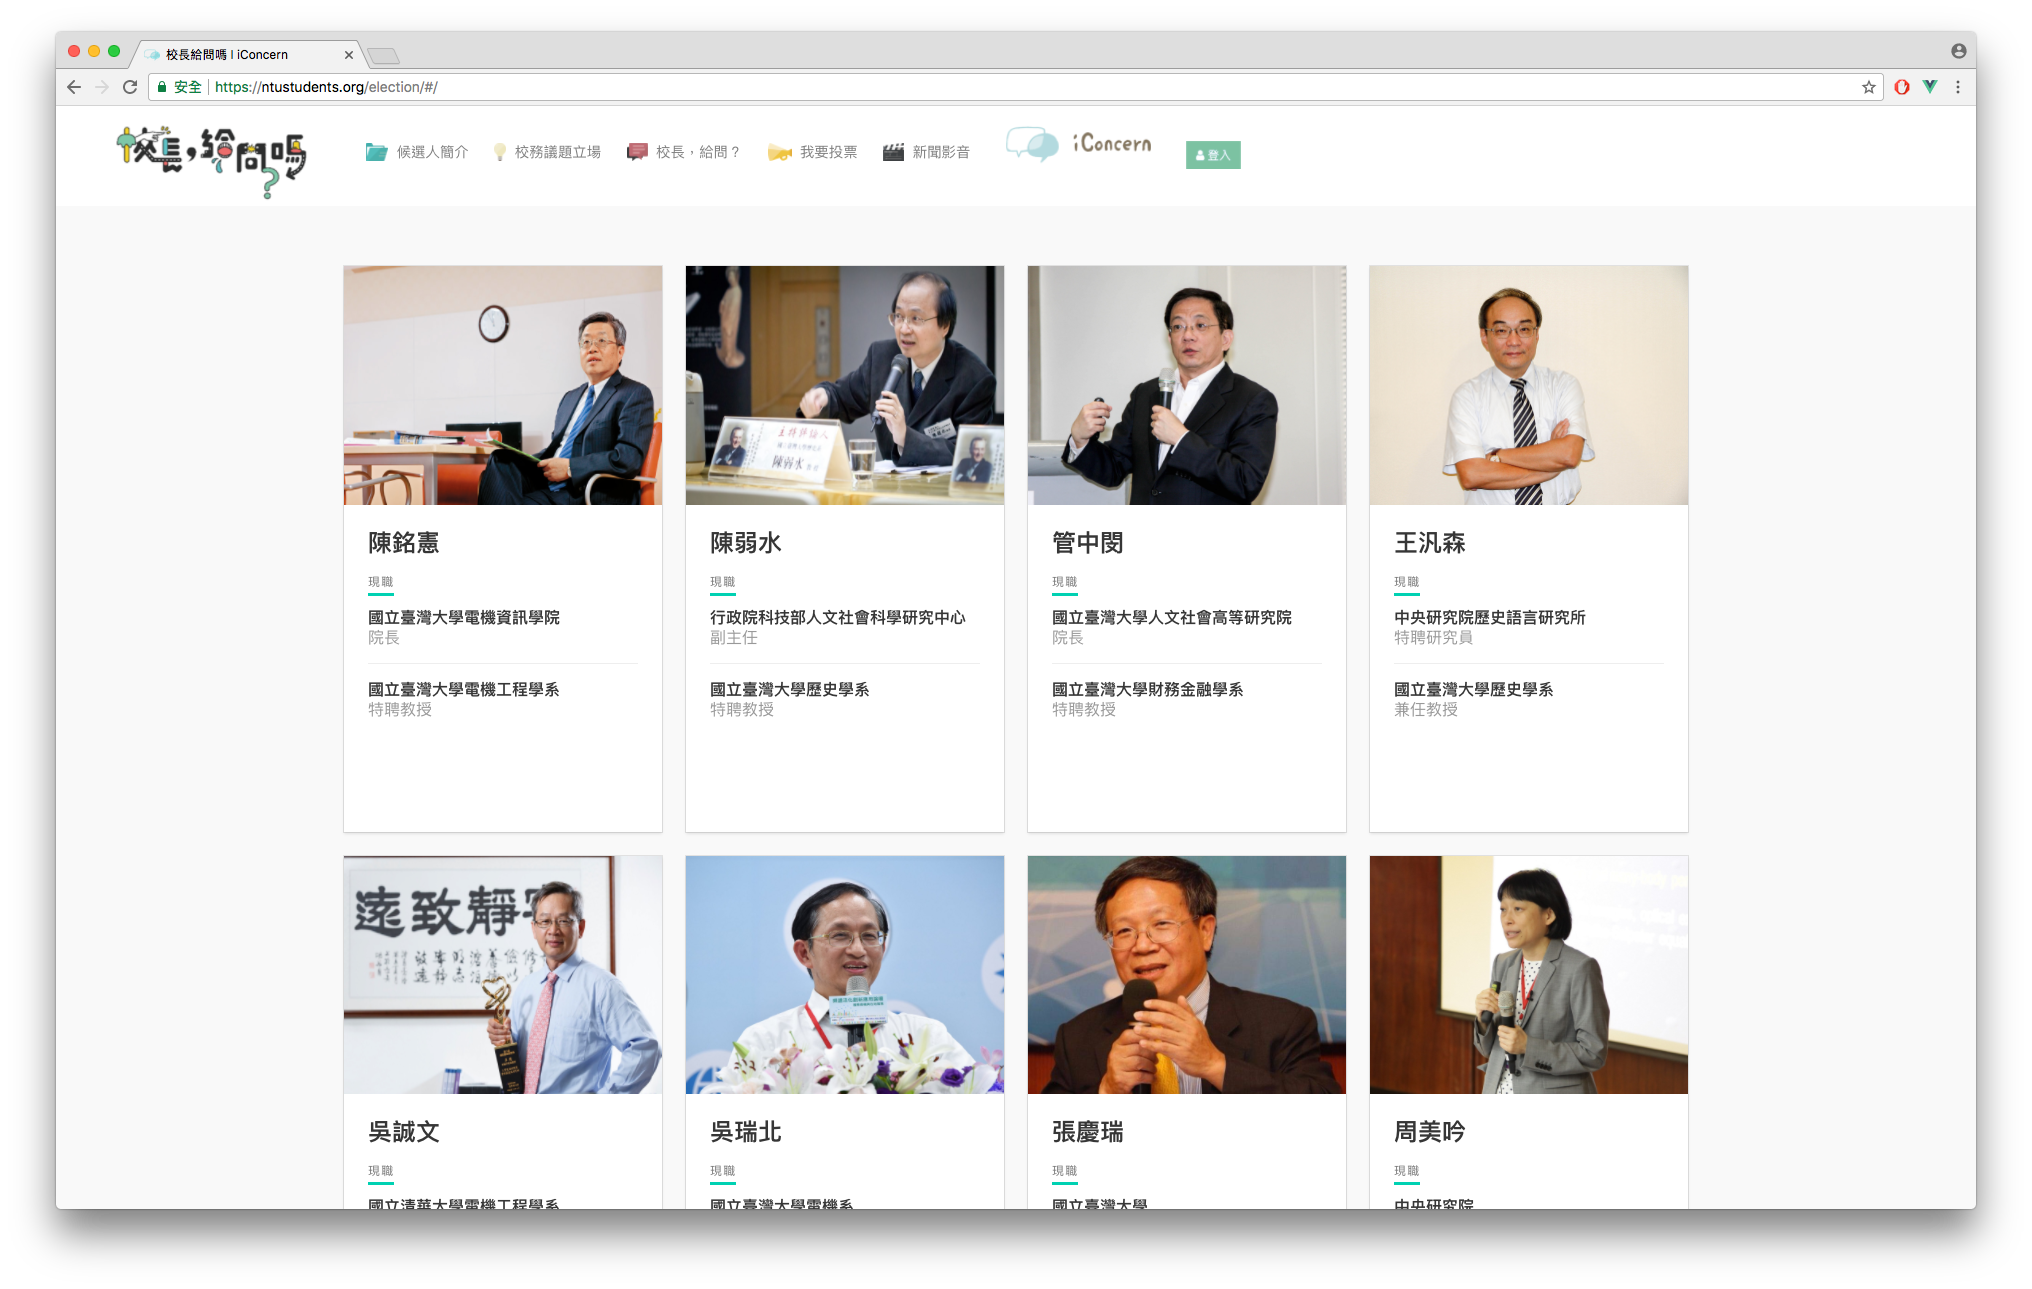 校長給問嗎 | iConcern
安全
https://ntustudents.org/election/#/
校長,給問嗎?
候選人簡介
校務議題立場
校長，給問？
我要投票
新聞影音
iConcern
登入
主持評論人
陳弱水
陳銘憲
現職
國立臺灣大學電機資訊學院
院長
國立臺灣大學電機工程學系
特聘教授
陳弱水
現職
行政院科技部人文社會科學研究中心
副主任
國立臺灣大學歷史學系
特聘教授
管中閔
現職
國立臺灣大學人文社會高等研究院
院長
國立臺灣大學財務金融學系
特聘教授
王汎森
現職
中央研究院歷史語言研究所
特聘研究員
國立臺灣大學歷史學系
兼任教授
遠致靜寧
吳誠文
現職
國立清華大學電機工程學系
吳瑞北
現職
國立臺灣大學電機系
張慶瑞
現職
國立臺灣大學
周美吟
現職
中央研究院